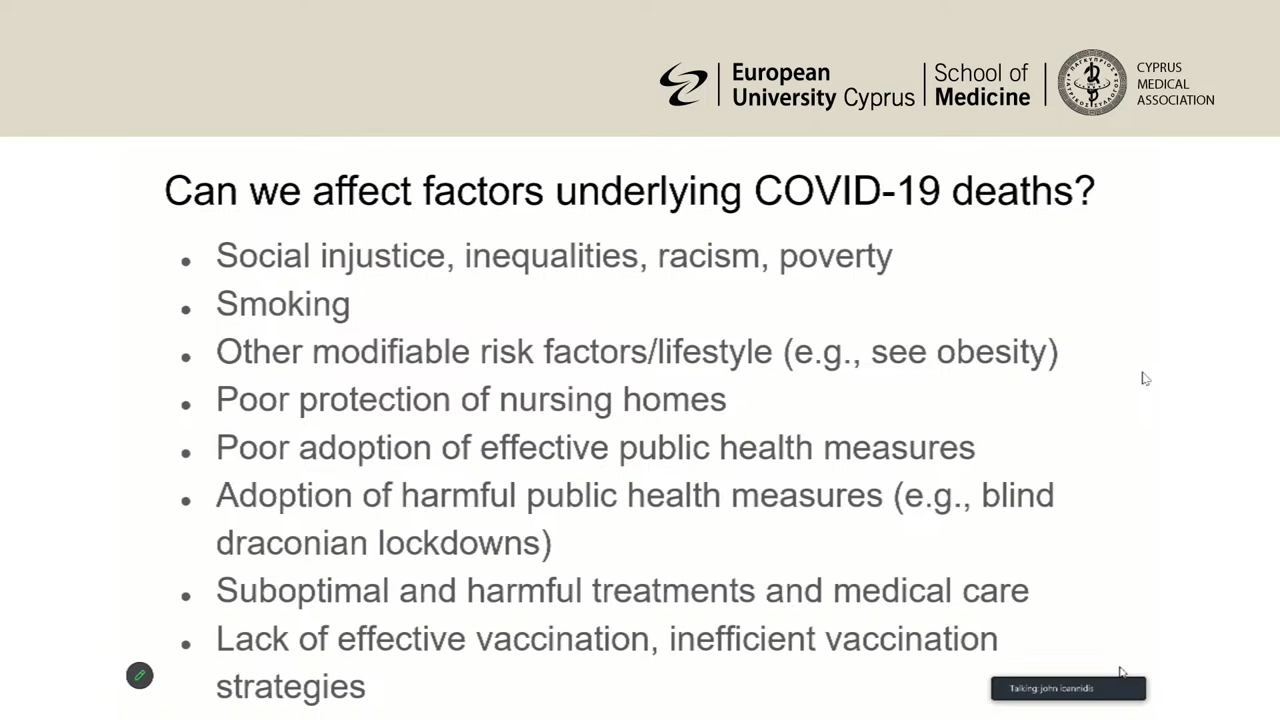 European
University Cyprus
School of
Medicine
CYPRUS
MEDICAL
ASSOCIATION
Can we affect factors underlying COVID-19 deaths?
• Social injustice, inequalities, racism, poverty
• Smoking
• Other modifiable risk factors/lifestyle (e.g., see obesity)
• Poor protection of nursing homes
• Poor adoption of effective public health measures
• Adoption of harmful public health measures (e.g., blind
draconian lockdowns)
• Suboptimal and harmful treatments and medical care
• Lack of effective vaccination, inefficient vaccination
strategies
Talking: john ioannidis